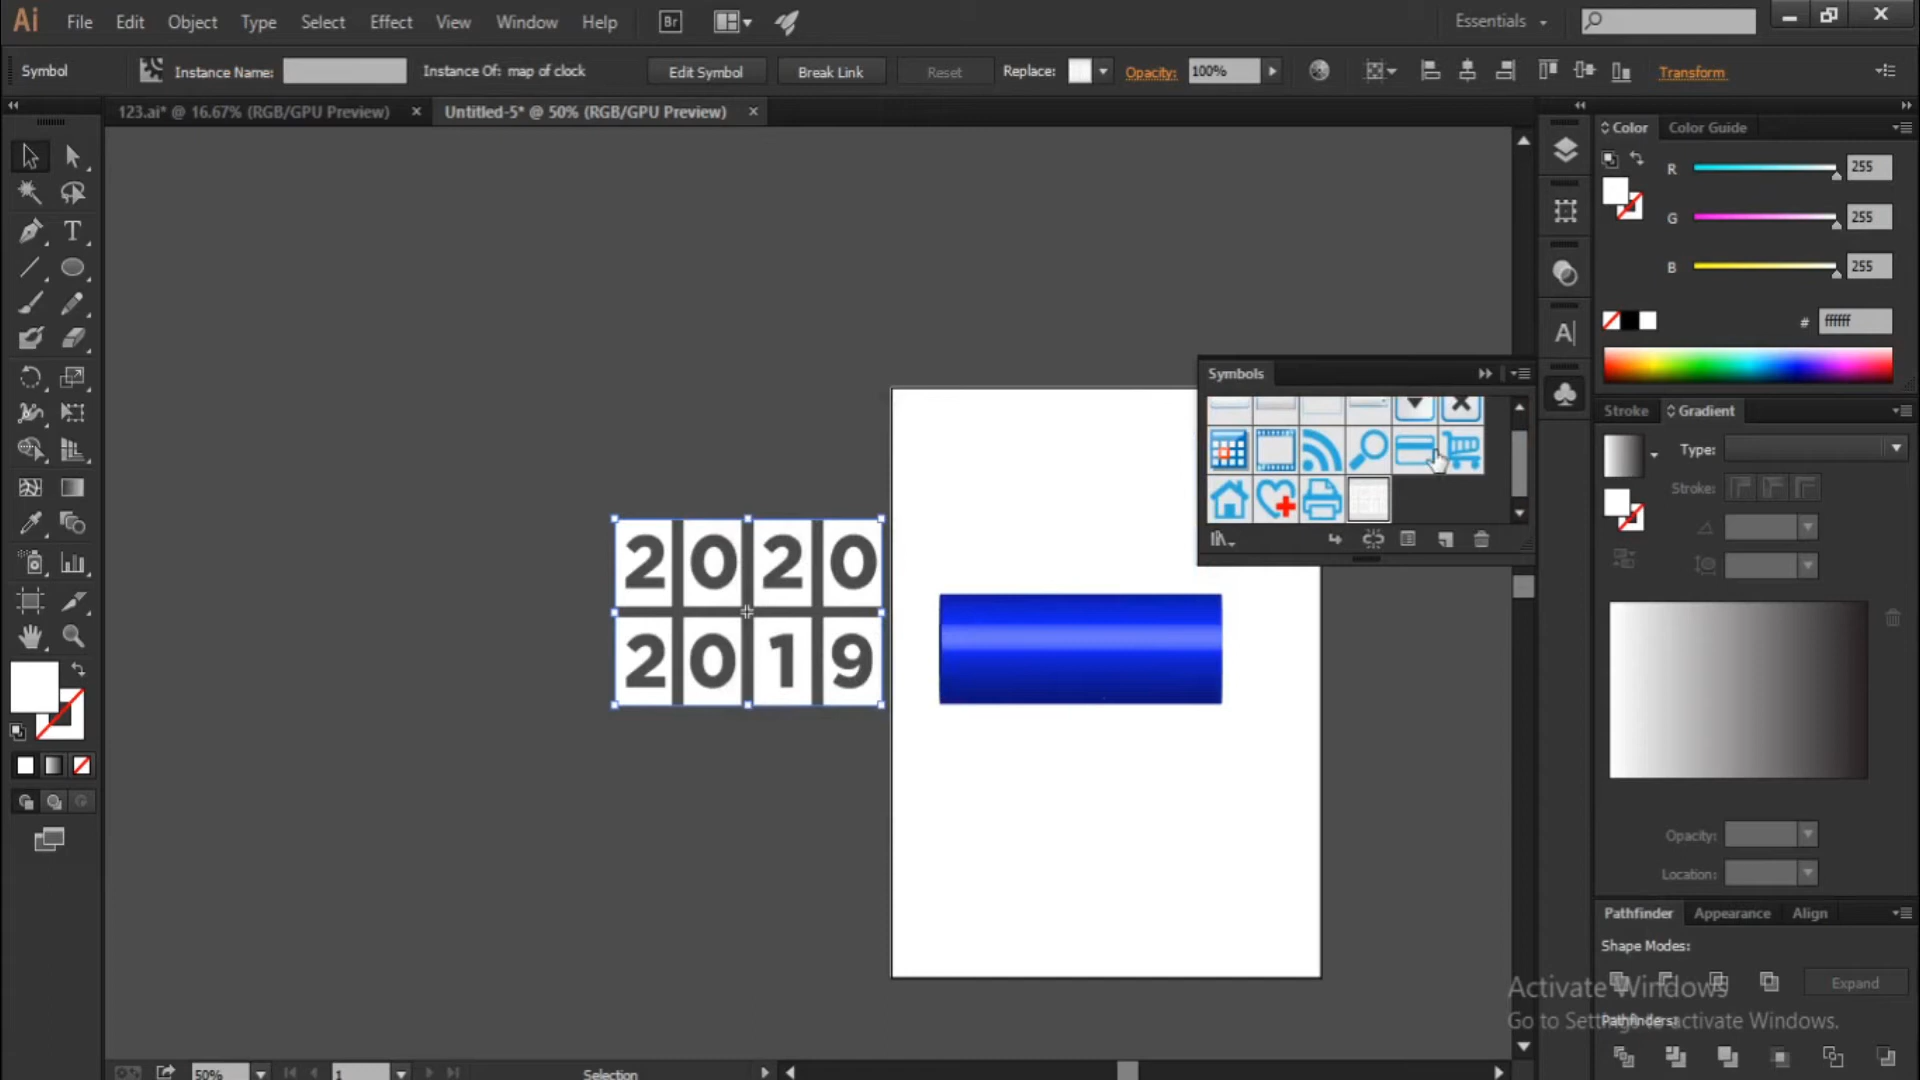 Ai File Edit Object Type Select Effect View Window Help Br Essentials
Symbol Instance Name: Instance Of: map of clock Edit Symbol Break Link Reset Replace: Opacity: 100% Transform
123.ai* @ 16.67% (RGB/GPU Preview) × Untitled-5* @ 50% (RGB/GPU Preview) ×
Color Color Guide
R 255
G 255
B 255
# ffffff
Symbols
Stroke Gradient
Type:
Stroke:
2020
2019
Opacity:
Location:
Pathfinder Appearance Align
Shape Modes:
Expand
Activate Windows
Go to Settings to activate Windows.
Pathfinders:
50% 1 Selection